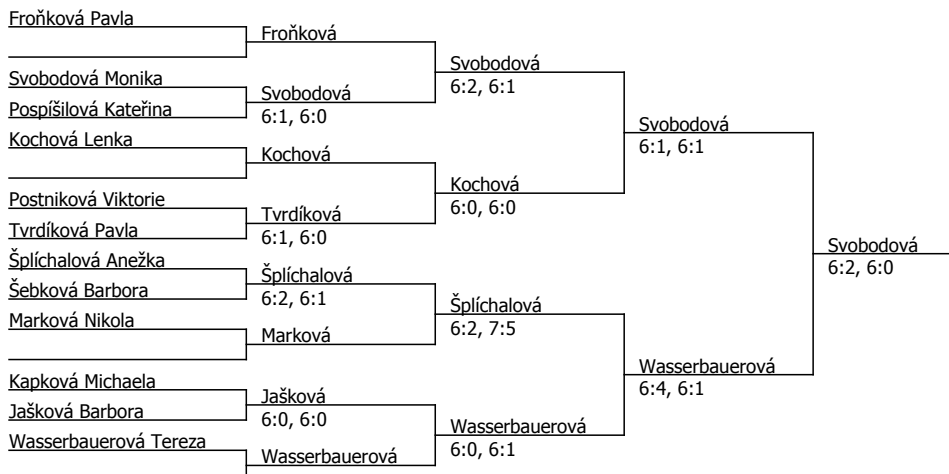 Froňková Pavla
Svobodová Monika
Pospíšilová Kateřina
Kochová Lenka
Postniková Viktorie
Tvrdíková Pavla
Šplíchalová Anežka
Šebková Barbora
Marková Nikola
Kapková Michaela
Jašková Barbora
Wasserbauerová Tereza
Froňková
Svobodová
6:1, 6:0
Kochová
Tvrdíková
6:1, 6:0
Šplíchalová
6:2, 6:1
Marková
Jašková
6:0, 6:0
Wasserbauerová
Svobodová
6:2, 6:1
Kochová
6:0, 6:0
Šplíchalová
6:2, 7:5
Wasserbauerová
6:0, 6:1
Svobodová
6:1, 6:1
Wasserbauerová
6:4, 6:1
Svobodová
6:2, 6:0